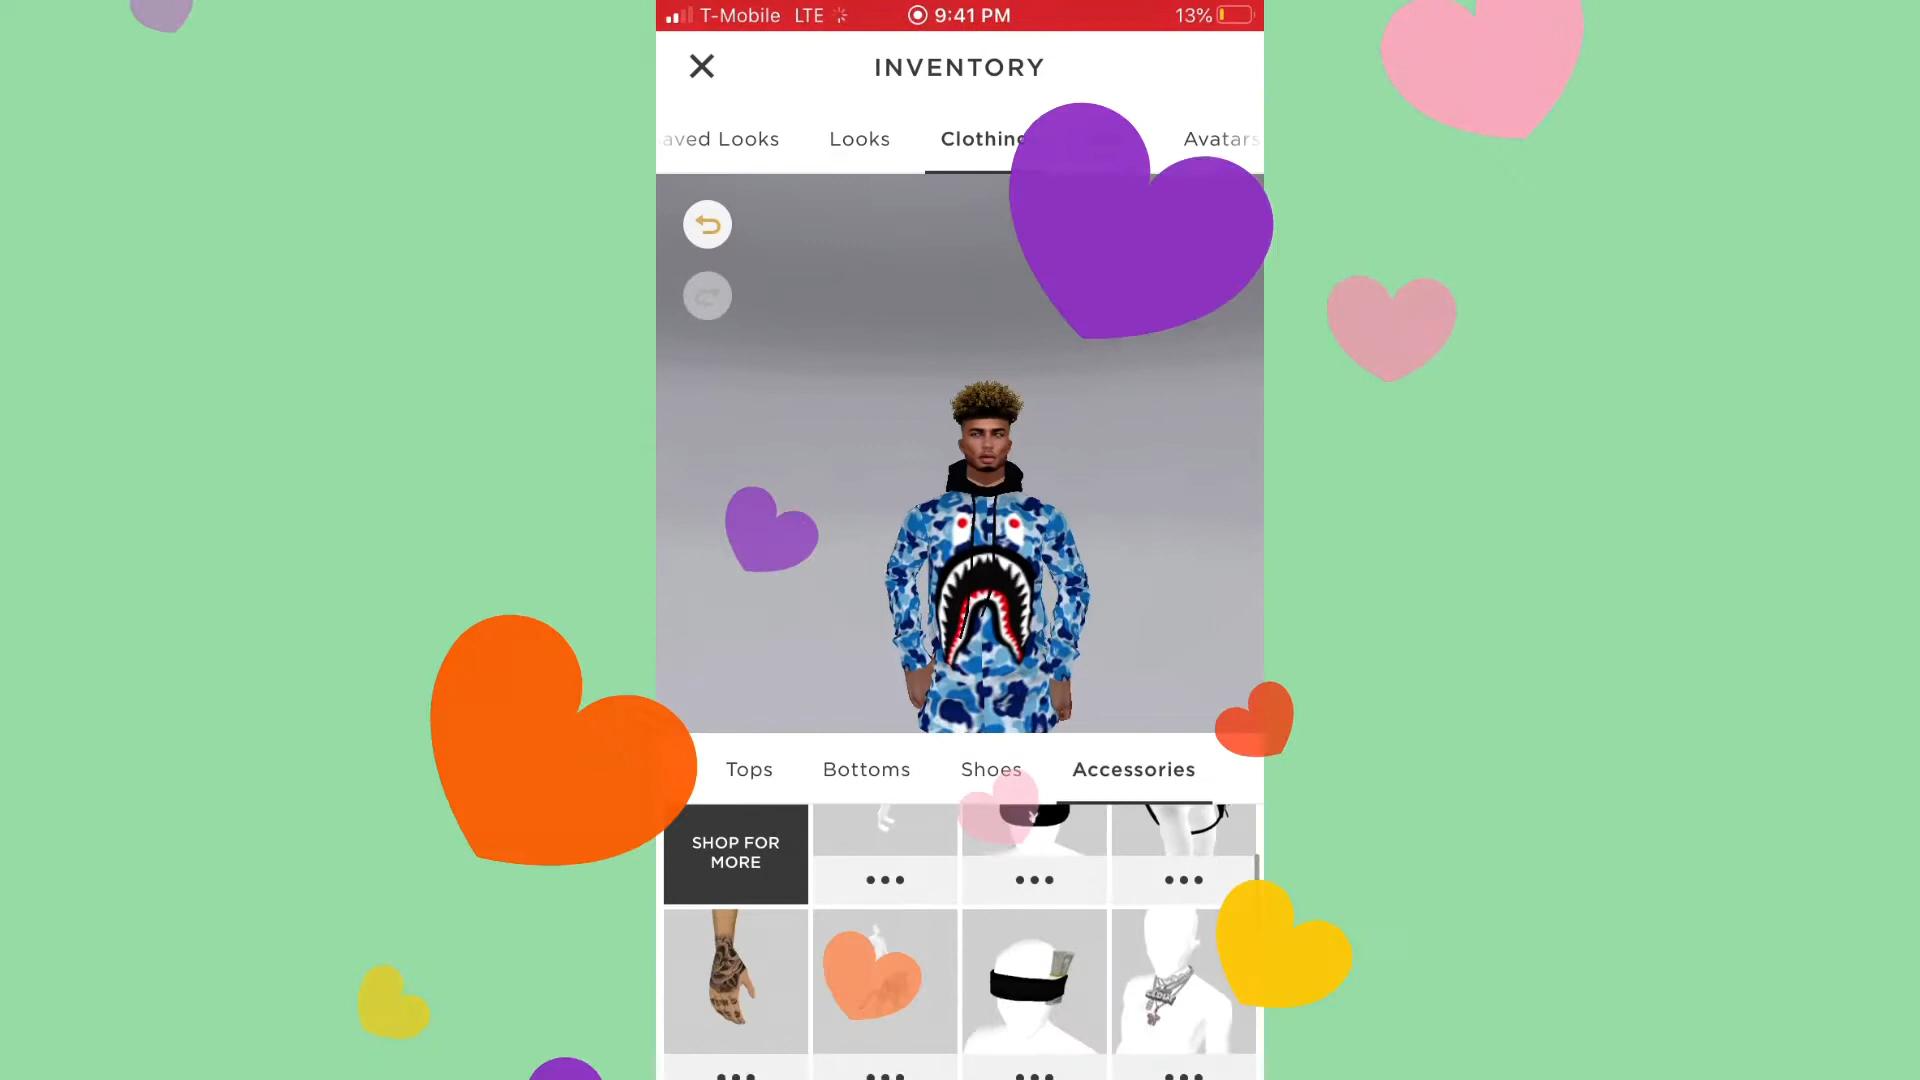 T-Mobile LTE 9:41 PM 13%
INVENTORY
aved Looks Looks Clothing Avatars
Tops Bottoms Shoes Accessories
SHOP FOR
MORE